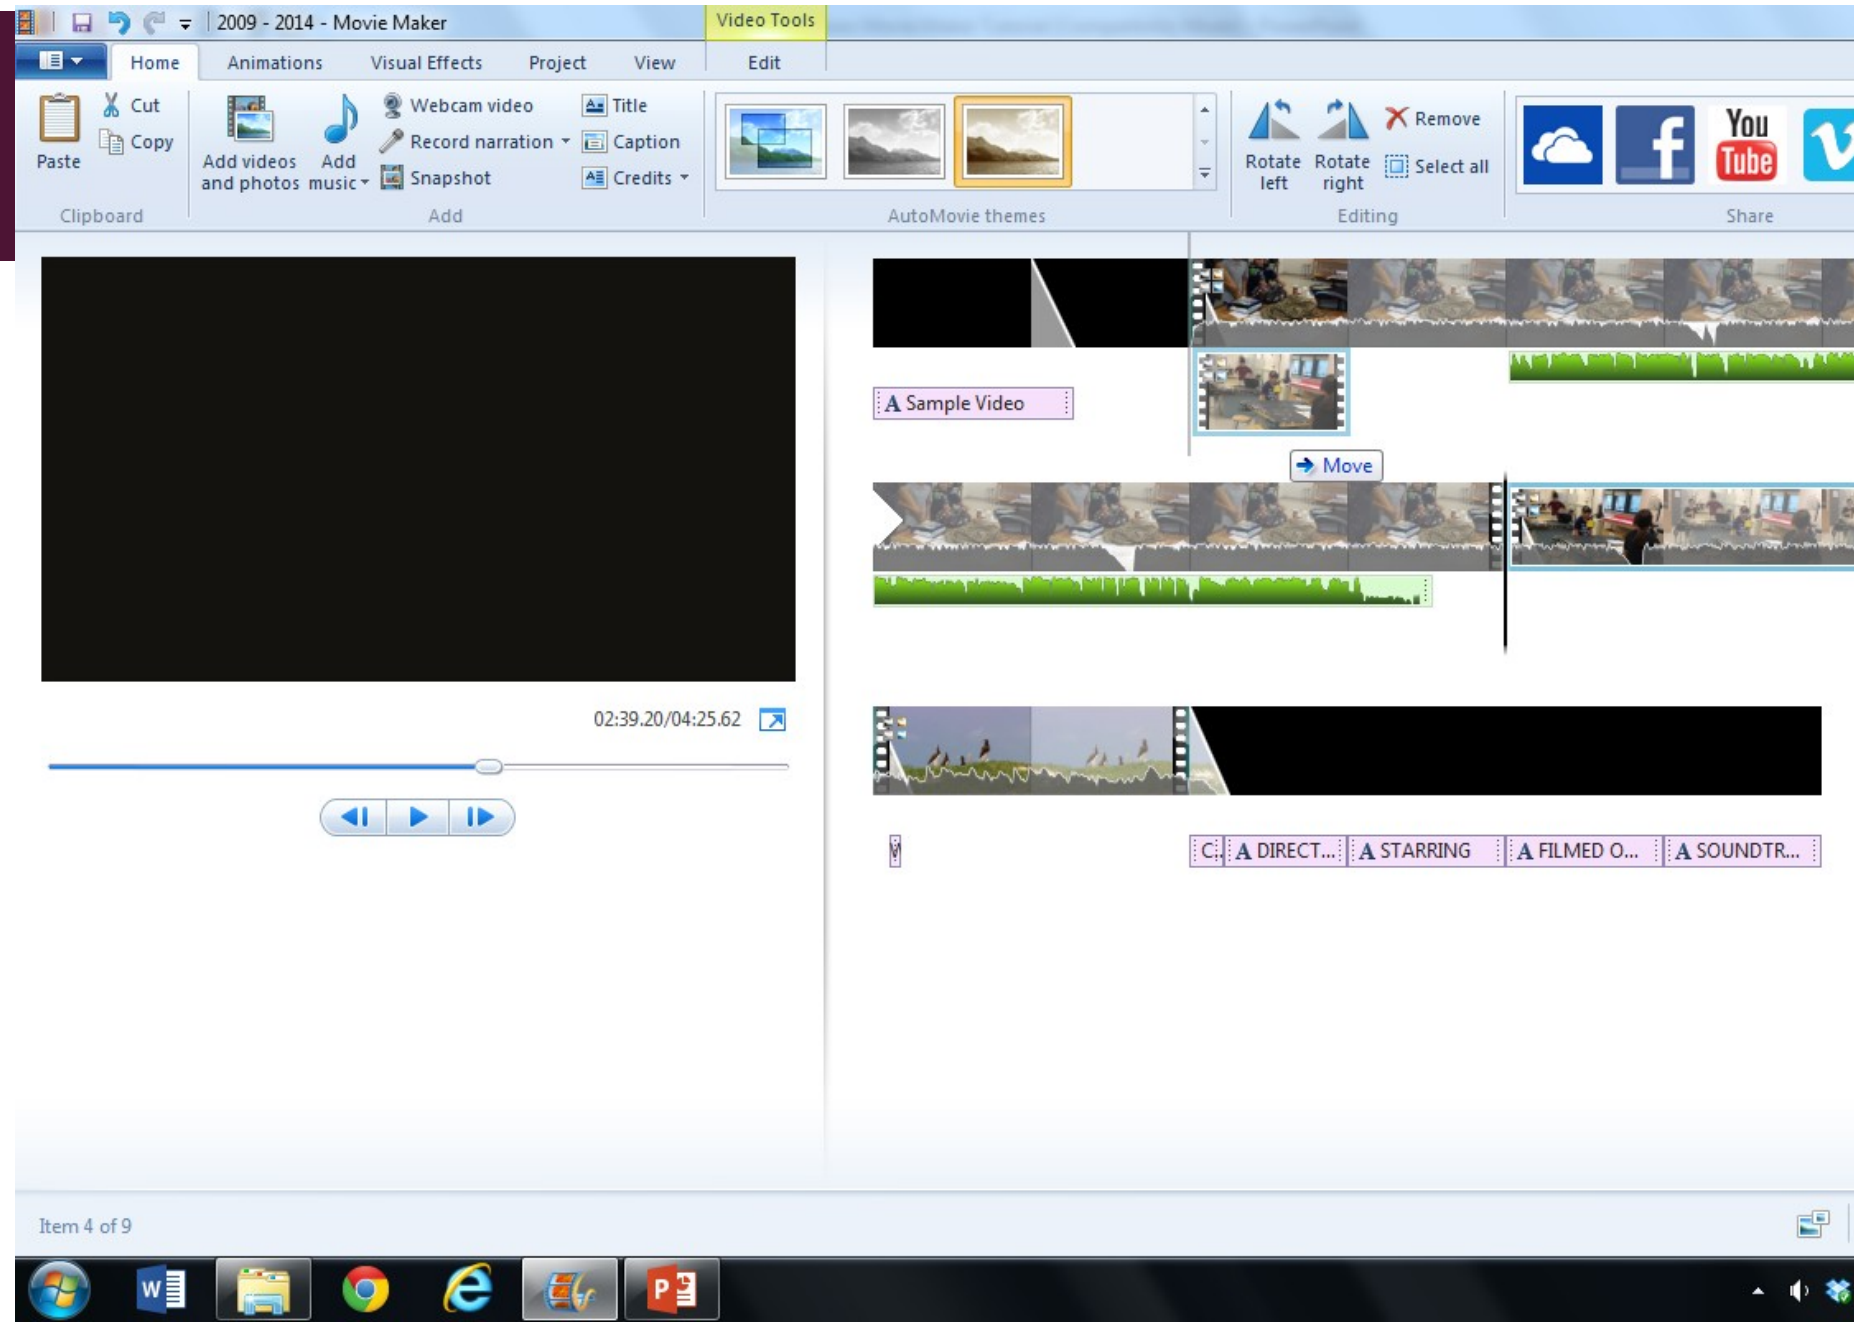 2009 - 2014 - Movie Maker
Video Tools
Home Animations Visual Effects Project View Edit
Paste
Cut
Copy
Clipboard
Add videos
and photos
Add
music
Webcam video
Record narration
Snapshot
Title
Caption
Credits
Add
AutoMovie themes
Rotate
left
Rotate
right
Remove
Select all
Editing
f
You
Tube
Share
A Sample Video
Move
02:39.20/04:25.62
C
A DIRECT...
A STARRING
A FILMED O...
A SOUNDTR...
Item 4 of 9
W
e
P